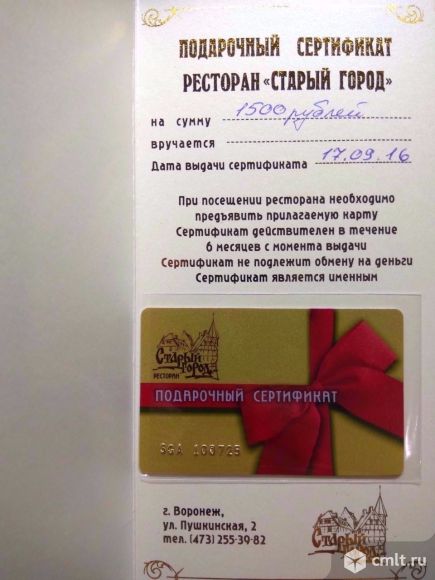 ПОДАРОЧНЫЙ СЕРТИФИКАТ
РЕСТОРАН «СТАРЫЙ ГОРОД»
на сумму 1500 рублей
вручается
Дата выдачи сертификата 17.09.16
При посещении ресторана необходимо
предъявить прилагаемую карту
Сертификат действителен в течение
6 месяцев с момента выдачи
Сертификат не подлежит обмену на деньги
Сертификат является именным
Старый
Город
РЕСТОРАН
ПОДАРОЧНЫЙ СЕРТИФИКАТ
SGA 106725
г. Воронеж,
ул. Пушкинская, 2
тел. (473) 255-39-82
Старый
Город
cmlt.ru